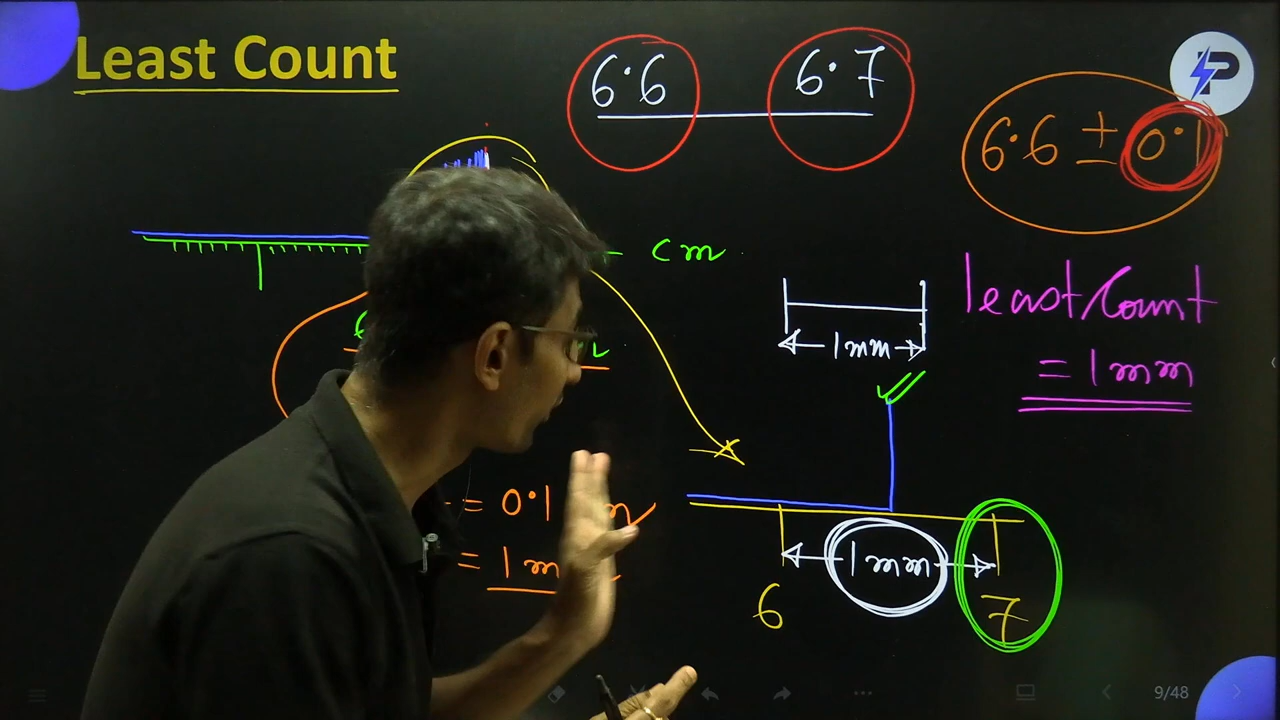 Least Count
6.6 6.7
6.6 ± 0.1
cm
least Count
= 1mm
1mm
= 0.1
= 1m
1mm
6
7
9/48